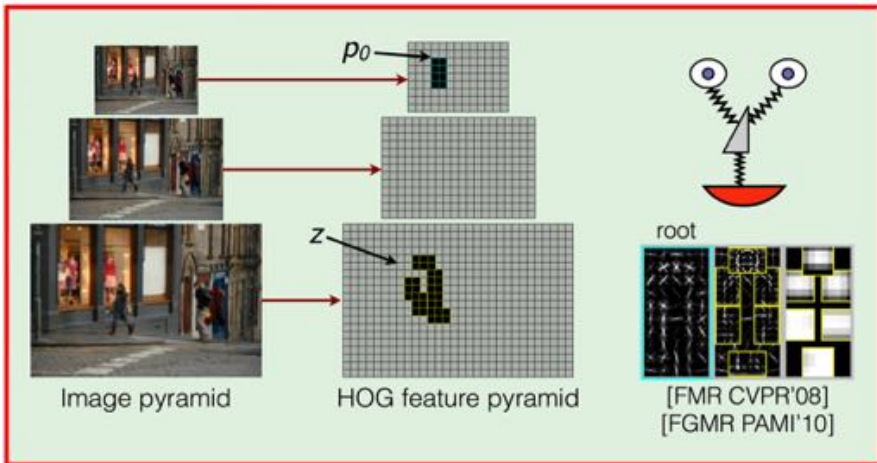 p0
z
root
Image pyramid
HOG feature pyramid
[FMR CVPR'08]
[FGMR PAMI'10]